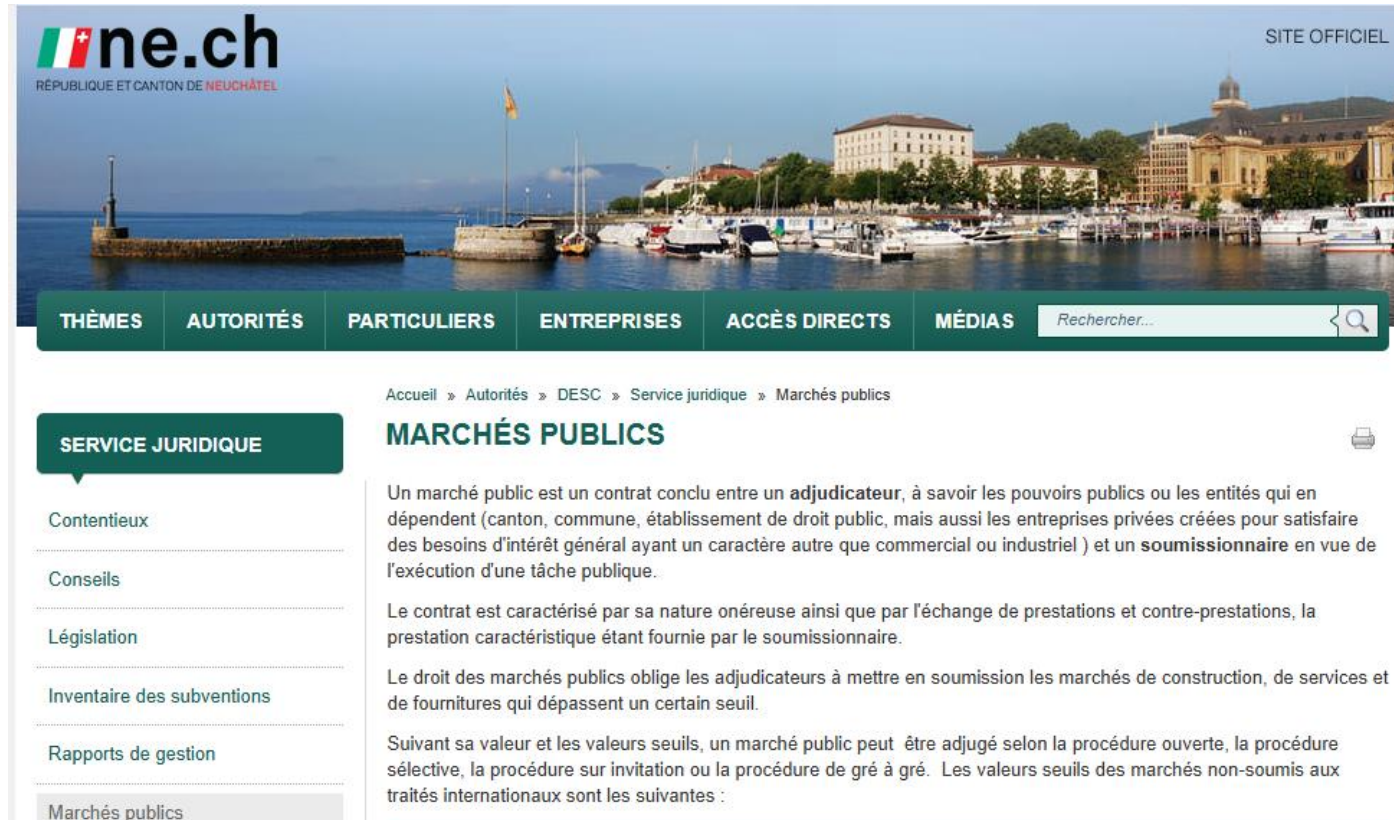 ne.ch
RÉPUBLIQUE ET CANTON DE NEUCHÂTEL
SITE OFFICIEL
THÈMES AUTORITÉS PARTICULIERS ENTREPRISES ACCÈS DIRECTS MÉDIAS Rechercher...
Accueil » Autorités » DESC » Service juridique » Marchés publics
SERVICE JURIDIQUE
Contentieux
Conseils
Législation
Inventaire des subventions
Rapports de gestion
Marchés publics
MARCHÉS PUBLICS
Un marché public est un contrat conclu entre un adjudicateur, à savoir les pouvoirs publics ou les entités qui en
dépendent (canton, commune, établissement de droit public, mais aussi les entreprises privées créées pour satisfaire
des besoins d'intérêt général ayant un caractère autre que commercial ou industriel ) et un soumissionnaire en vue de
l'exécution d'une tâche publique.
Le contrat est caractérisé par sa nature onéreuse ainsi que par l'échange de prestations et contre-prestations, la
prestation caractéristique étant fournie par le soumissionnaire.
Le droit des marchés publics oblige les adjudicateurs à mettre en soumission les marchés de construction, de services et
de fournitures qui dépassent un certain seuil.
Suivant sa valeur et les valeurs seuils, un marché public peut être adjugé selon la procédure ouverte, la procédure
sélective, la procédure sur invitation ou la procédure de gré à gré. Les valeurs seuils des marchés non-soumis aux
traités internationaux sont les suivantes :